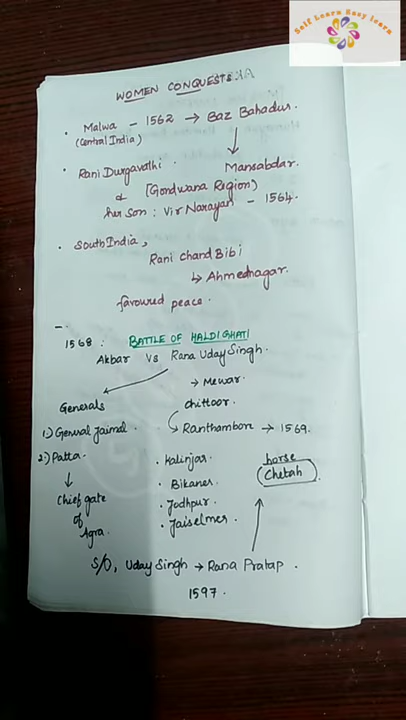 Self Learn Easy learn
WOMEN CONQUESTS:
• Malwa - 1562 → Baz Bahadur.
(Central India)
Mansabdar.
• Rani Durgavathi.
[Gondwana Region)
&
her son : Vir Narayan - 1564.
• South India,
Rani Chand Bibi
↳ Ahmednagar.
favoured peace.
1568 : BATTLE OF HALDIGHATI
Akbar Vs Rana Uday Singh.
→ Mewar.
Generals
Chittoor.
1) General Jaimal.
Ranthambore → 1569.
2) Patta.
• Kalinjar.
horse
Chetah
• Bikaner.
Chief gate
of
Agra.
• Jodhpur.
• Jaiselmer.
S/O, Uday Singh → Rana Pratap.
1597.